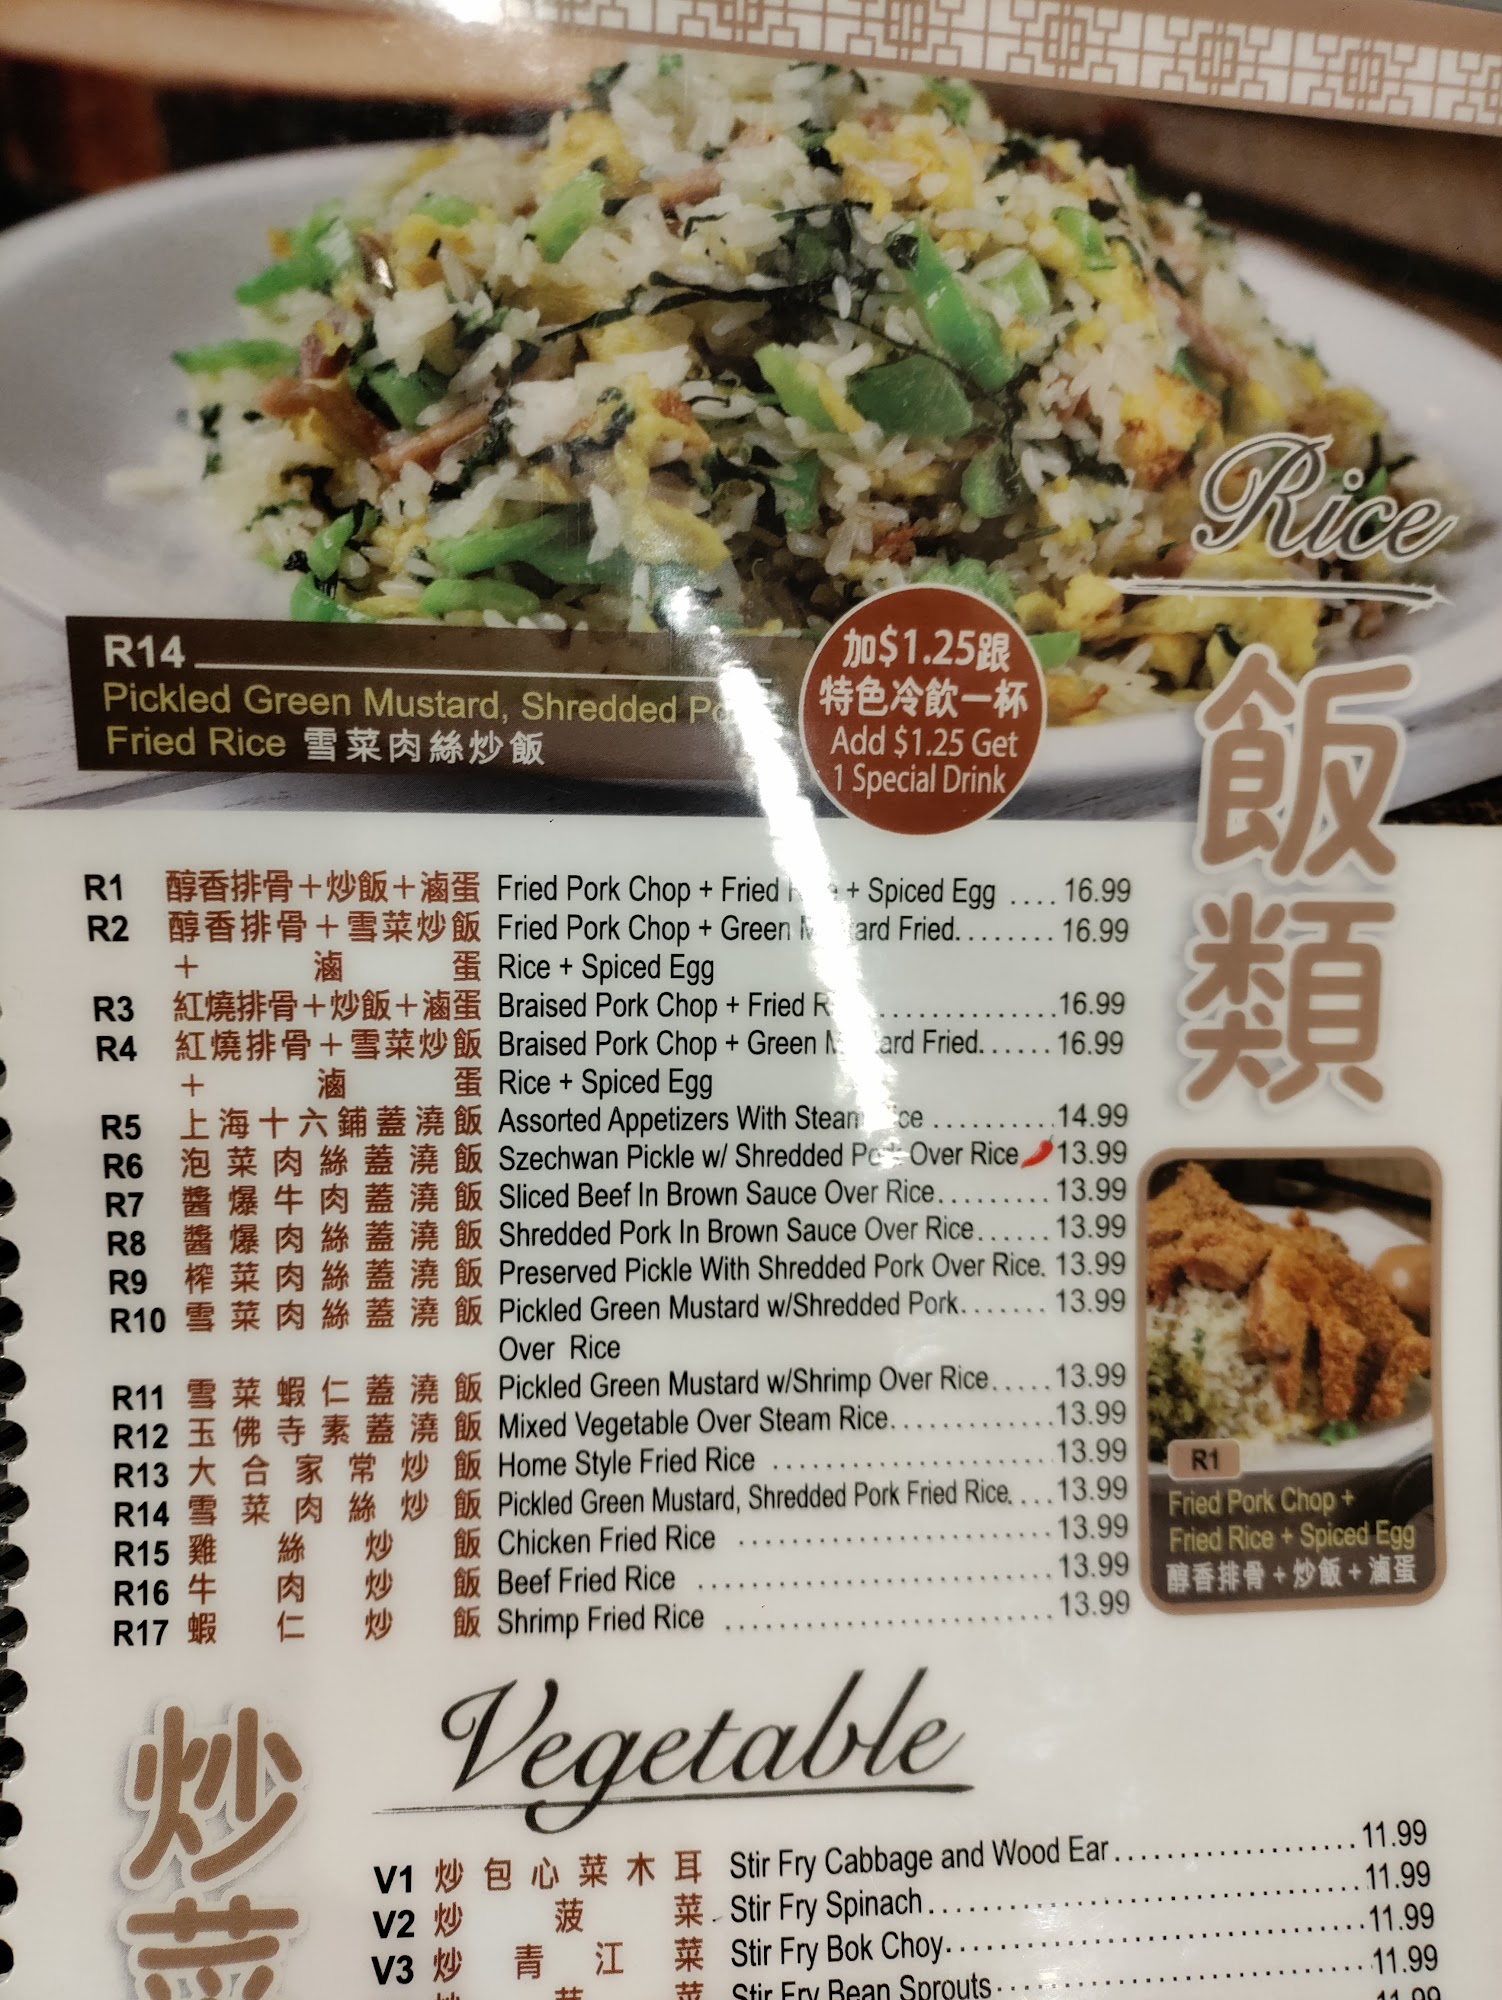 Rice
飯類
R14
Pickled Green Mustard, Shredded
Fried Rice 雪菜肉絲炒飯
加$1.25跟
特色冷飲一杯
Add $1.25 Get
1 Special Drink
R1 醇香排骨+炒飯+滷蛋 Fried Pork Chop + Fried + Spiced Egg .... 16.99
R2 醇香排骨+雪菜炒飯 Fried Pork Chop + Green Fried........ 16.99
+ 滷 蛋 Rice + Spiced Egg
R3 紅燒排骨+炒飯+滷蛋 Braised Pork Chop + Fried ..............16.99
R4 紅燒排骨+雪菜炒飯 Braised Pork Chop + Green Fried......16.99
+ 滷 蛋 Rice + Spiced Egg
R5 上海十六鋪蓋澆飯 Assorted Appetizers With Steam ...........14.99
R6 泡菜肉絲蓋澆飯 Szechwan Pickle w/ Shredded Pork Over Rice 13.99
R7 醬爆牛肉蓋澆飯 Sliced Beef In Brown Sauce Over Rice......... 13.99
R8 醬爆肉絲蓋澆飯 Shredded Pork In Brown Sauce Over Rice...... 13.99
R9 榨菜肉絲蓋澆飯 Preserved Pickle With Shredded Pork Over Rice. 13.99
R10 雪菜肉絲蓋澆飯 Pickled Green Mustard w/Shredded Pork....... 13.99
Over Rice
R11 雪菜蝦仁蓋澆飯 Pickled Green Mustard w/Shrimp Over Rice.....13.99
R12 玉佛寺素蓋澆飯 Mixed Vegetable Over Steam Rice.............13.99
R13 大合家常炒飯 Home Style Fried Rice ......................13.99
R14 雪菜肉絲炒飯 Pickled Green Mustard, Shredded Pork Fried Rice....13.99
R15 雞絲炒飯 Chicken Fried Rice .........................13.99
R16 牛肉炒飯 Beef Fried Rice ............................13.99
R17 蝦仁炒飯 Shrimp Fried Rice ..........................13.99
R1
Fried Pork Chop +
Fried Rice + Spiced Egg
醇香排骨+炒飯+滷蛋
Vegetable
炒菜
V1 炒包心菜木耳 Stir Fry Cabbage and Wood Ear...................11.99
V2 炒菠菜 Stir Fry Spinach..................................11.99
V3 炒青江菜 Stir Fry Bok Choy................................11.99
Stir Fry Bean Sprouts.............................11.99